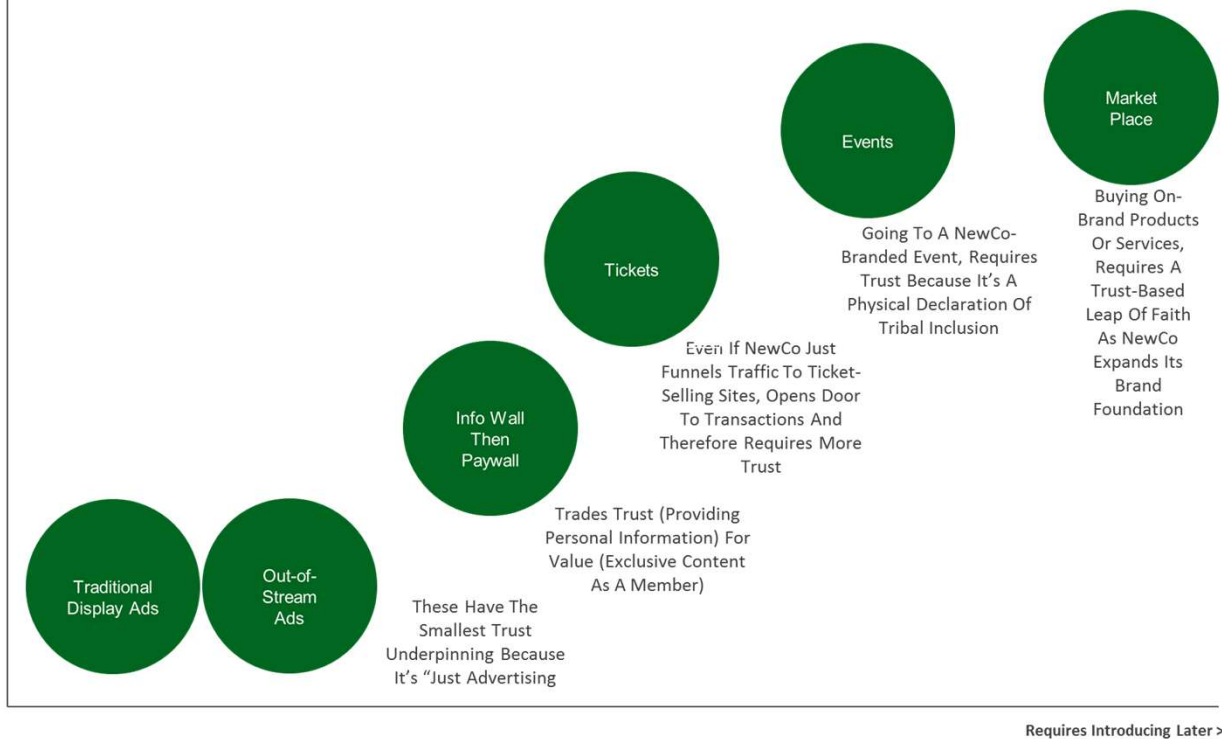 Traditional
Display Ads
Out-of-
Stream
Ads
These Have The
Smallest Trust
Underpinning Because
It's “Just Advertising
Info Wall
Then
Paywall
Trades Trust (Providing
Personal Information) For
Value (Exclusive Content
As A Member)
Tickets
Even If NewCo Just
Funnels Traffic To Ticket-
Selling Sites, Opens Door
To Transactions And
Therefore Requires More
Trust
Events
Going To A NewCo-
Branded Event, Requires
Trust Because It's A
Physical Declaration Of
Tribal Inclusion
Market
Place
Buying On-
Brand Products
Or Services,
Requires A
Trust-Based
Leap Of Faith
As NewCo
Expands Its
Brand
Foundation
Requires Introducing Later >